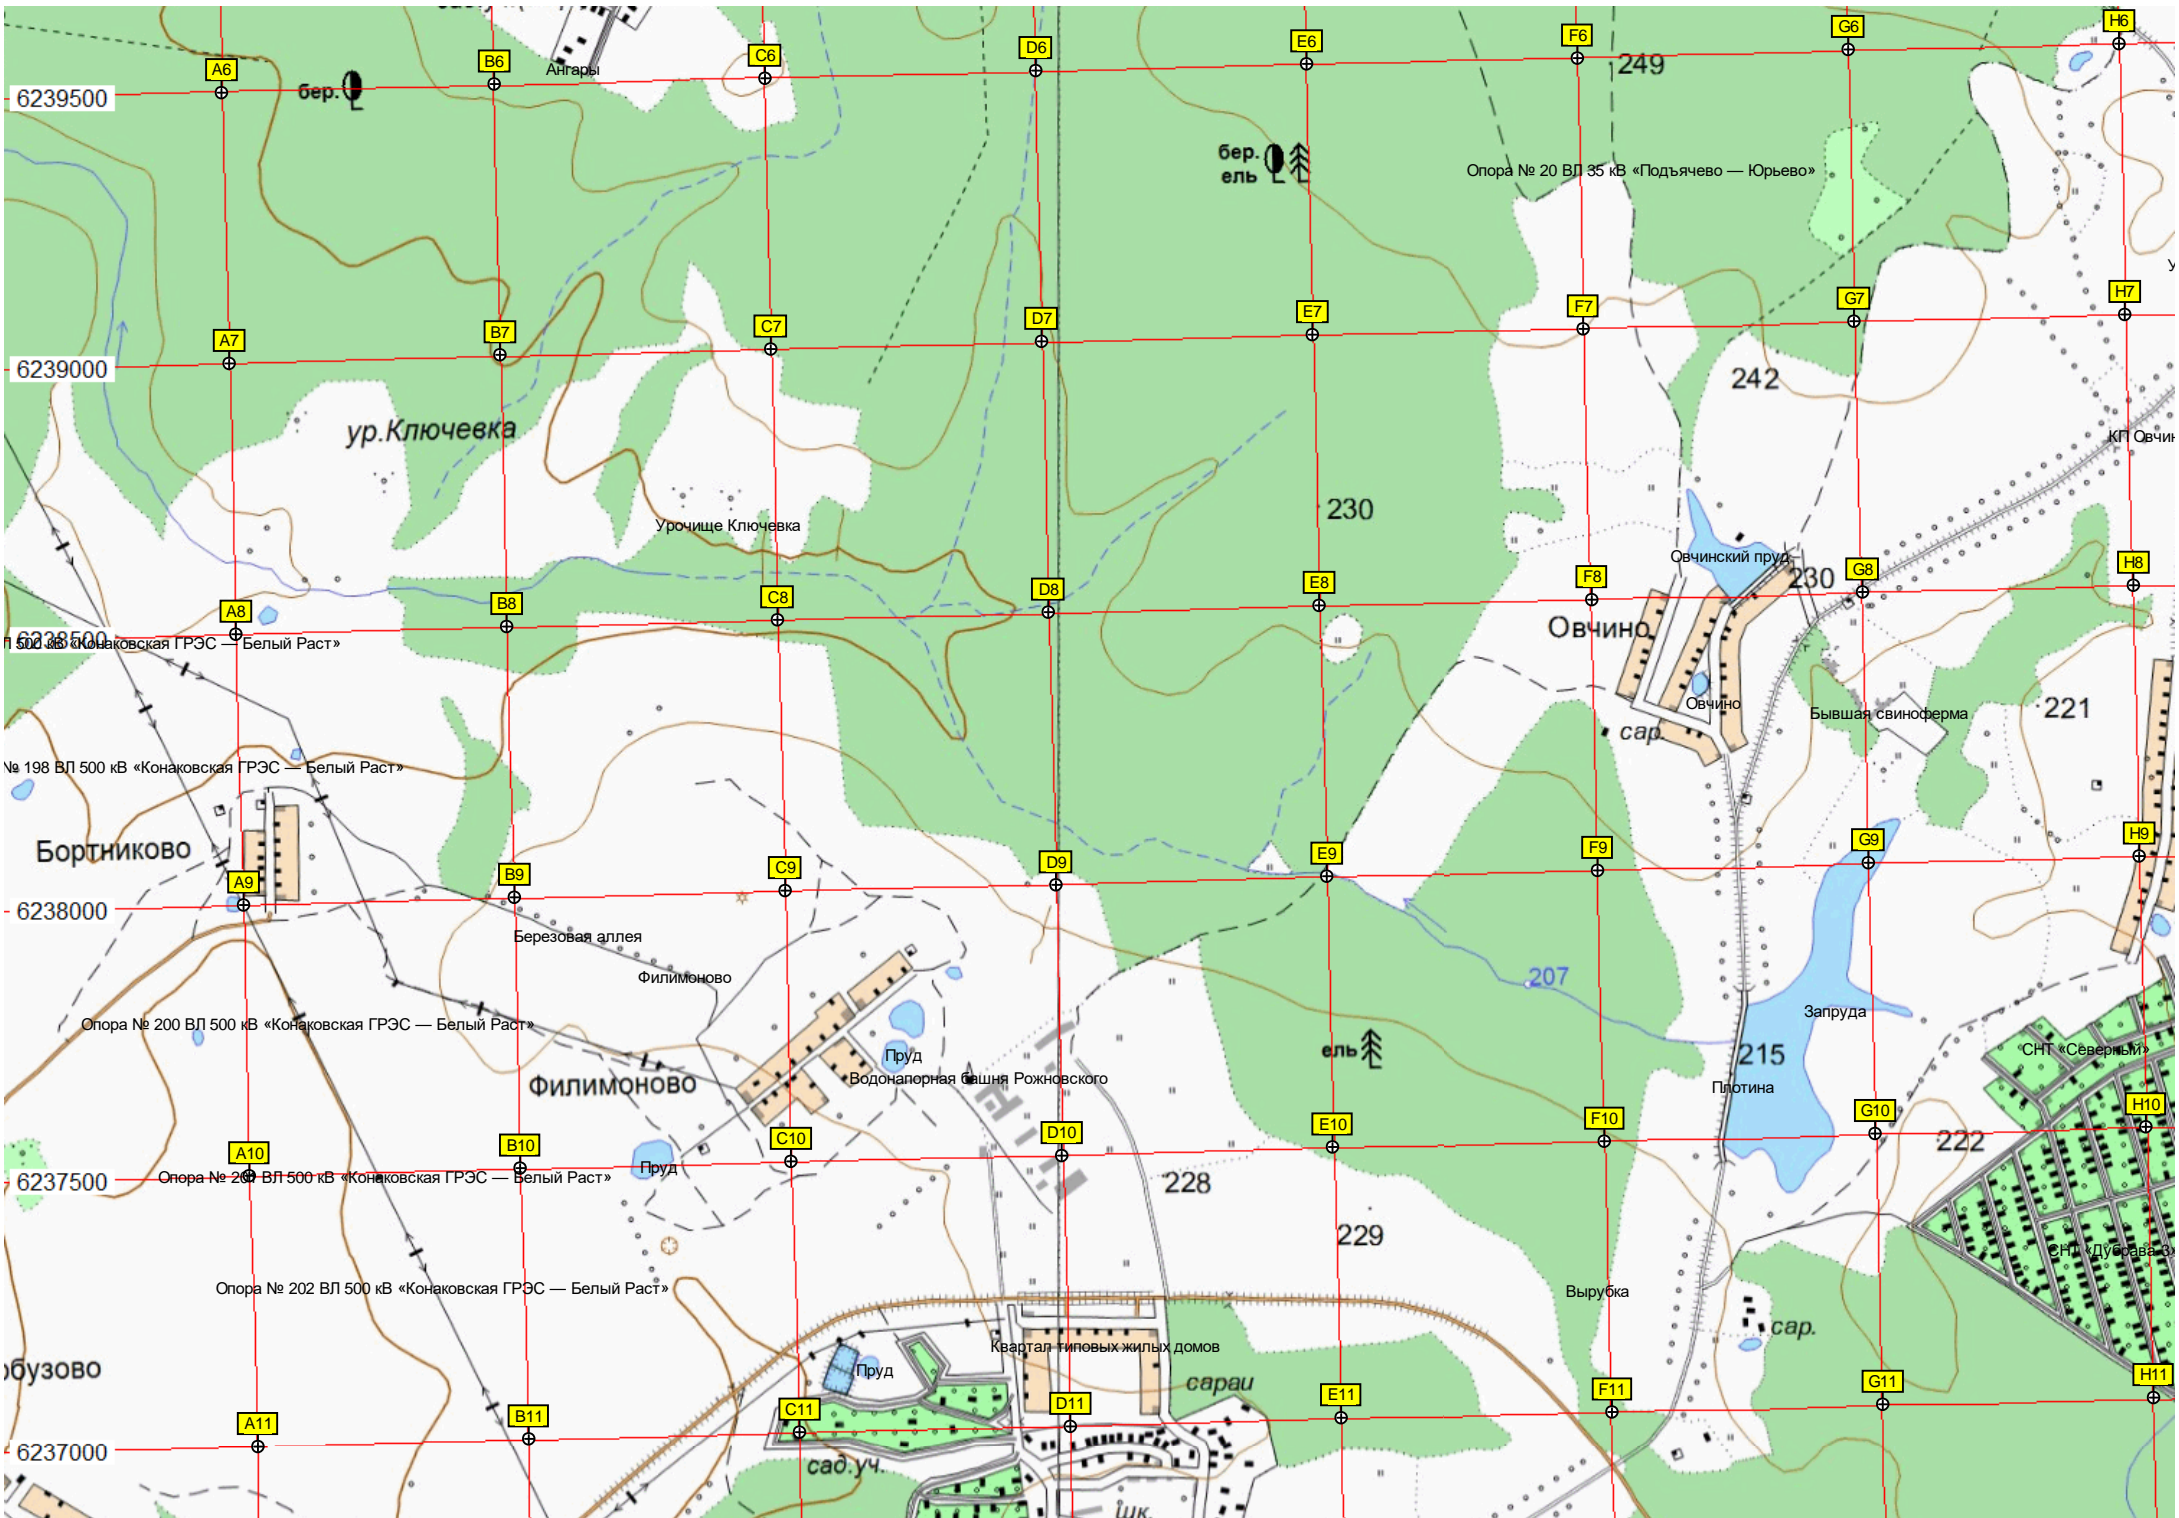 A6
B6
C6
D6
E6
F6
G6
H6
Ангары
249
6239500
бер.
бер.
ель
Опора № 20 ВЛ 35 кВ «Подъячево — Юрьево»
A7
B7
C7
D7
E7
F7
G7
H7
6239000
242
ур.Ключевка
КП Овчин
230
Урочище Ключевка
Овчинский пруд
230
A8
B8
C8
D8
E8
F8
G8
H8
6238500
Л 500 кВ «Конаковская ГРЭС — Белый Раст»
Овчино
Овчино
сар.
Бывшая свиноферма
221
№ 198 ВЛ 500 кВ «Конаковская ГРЭС — Белый Раст»
Бортниково
A9
B9
C9
D9
E9
F9
G9
H9
6238000
Березовая аллея
Филимоново
207
Запруда
Опора № 200 ВЛ 500 кВ «Конаковская ГРЭС — Белый Раст»
Пруд
ель
215
СНТ «Северный»
Филимоново
Водонапорная башня Рожновского
Плотина
A10
B10
C10
D10
E10
F10
G10
H10
222
Пруд
6237500
Опора № 201 ВЛ 500 кВ «Конаковская ГРЭС — Белый Раст»
228
229
СНТ «Дубрава-3»
Опора № 202 ВЛ 500 кВ «Конаковская ГРЭС — Белый Раст»
Вырубка
сар.
Квартал типовых жилых домов
обузово
Пруд
сараи
A11
B11
C11
D11
E11
F11
G11
H11
6237000
сад.уч.
шк.